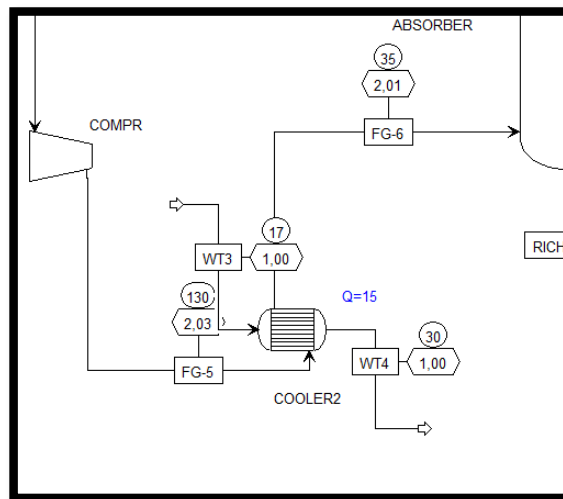 ABSORBER
35
2,01
FG-6
COMPR
17
WT3
1,00
RICH
130
2,03
Q=15
30
WT4
1,00
FG-5
COOLER2